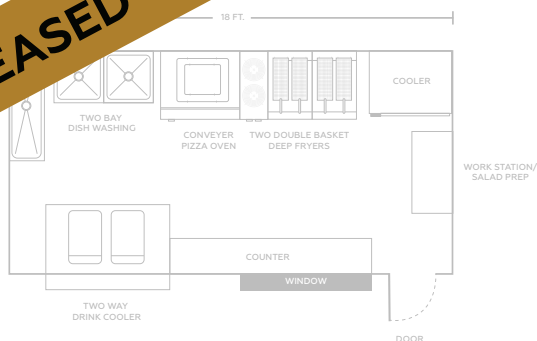 EASED
18 FT.
COOLER
TWO BAY
DISH WASHING
CONVEYER
PIZZA OVEN
TWO DOUBLE BASKET
DEEP FRYERS
WORK STATION/
SALAD PREP
COUNTER
WINDOW
TWO WAY
DRINK COOLER
DOOR